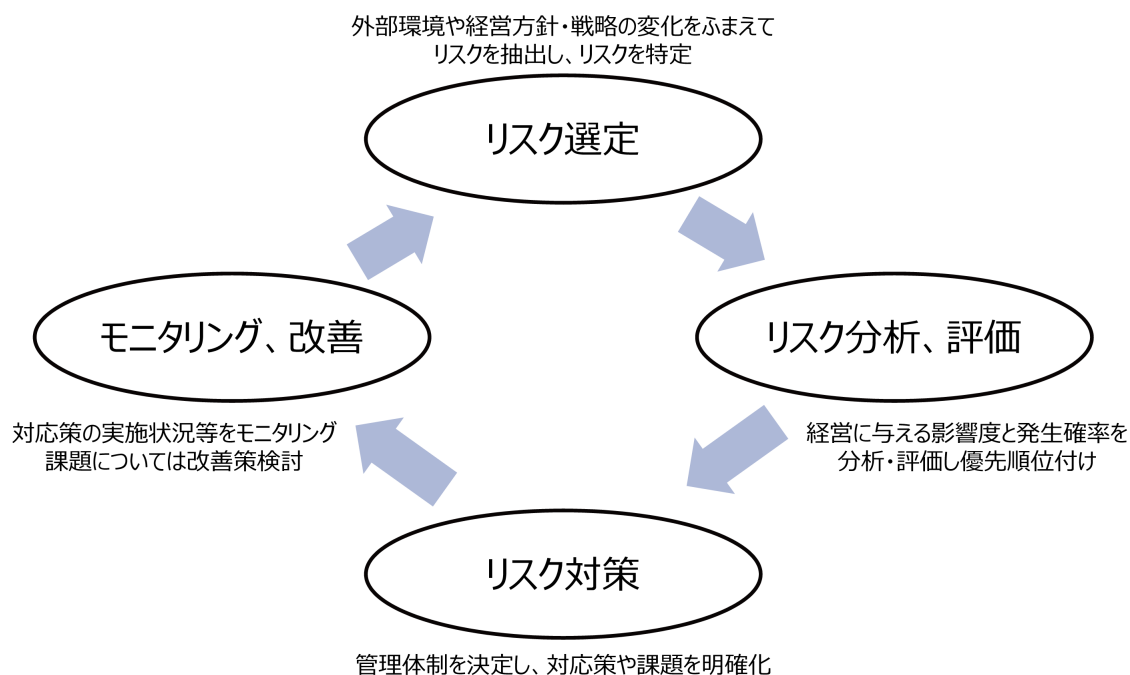 外部環境や経営方針・戦略の変化をふまえて
リスクを抽出し、リスクを特定
リスク選定
モニタリング、改善
リスク分析、評価
対応策の実施状況等をモニタリング
課題については改善策検討
経営に与える影響度と発生確率を
分析・評価し優先順位付け
リスク対策
管理体制を決定し、対応策や課題を明確化